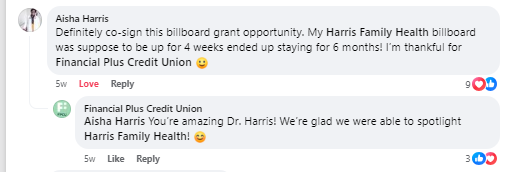 Aisha Harris
Definitely co-sign this billboard grant opportunity. My Harris Family Health billboard
was suppose to be up for 4 weeks ended up staying for 6 months! I'm thankful for
Financial Plus Credit Union 😃
5w Love Reply 9
Financial Plus Credit Union
Aisha Harris You're amazing Dr. Harris! We're glad we were able to spotlight
Harris Family Health! 😊
5w Like Reply 3